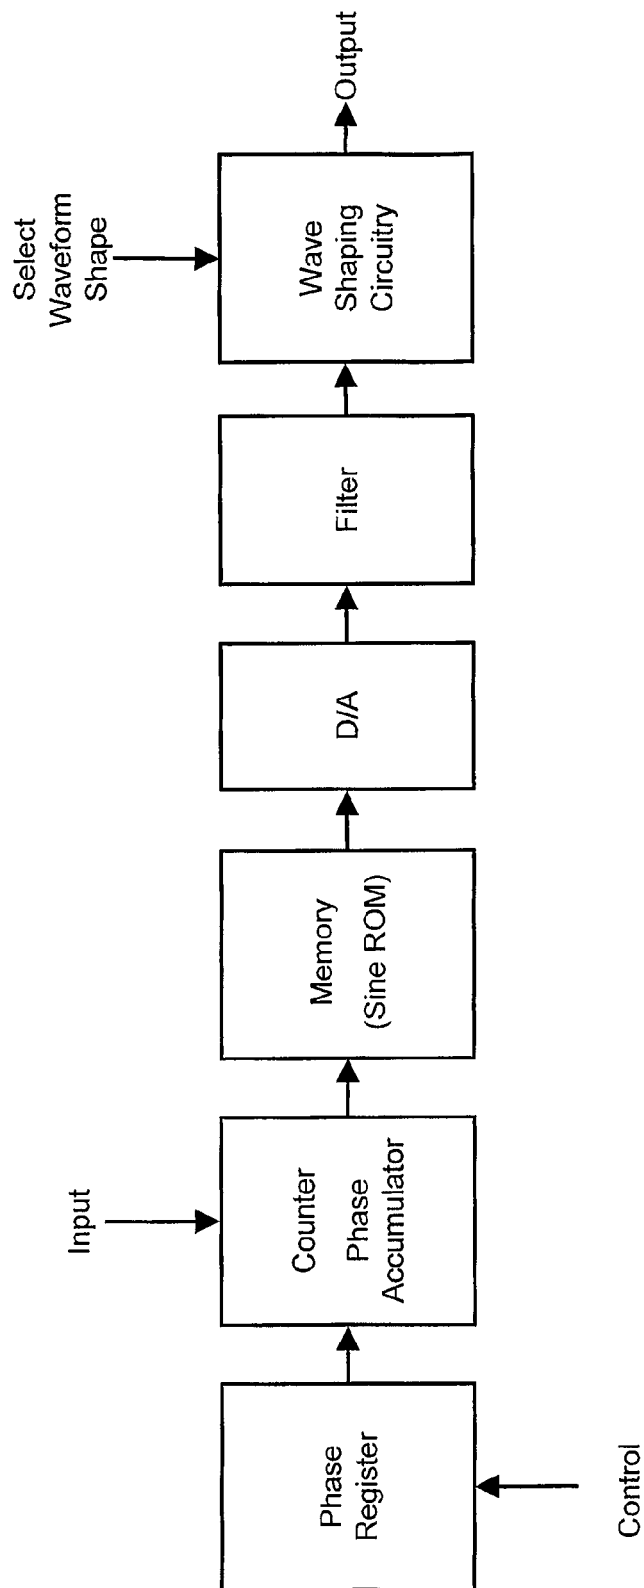 Control
Phase
Register
Input
Counter
Phase
Accumulator
Memory
(Sine ROM)
D/A
Filter
Select
Waveform
Shape
Wave
Shaping
Circuitry
Output